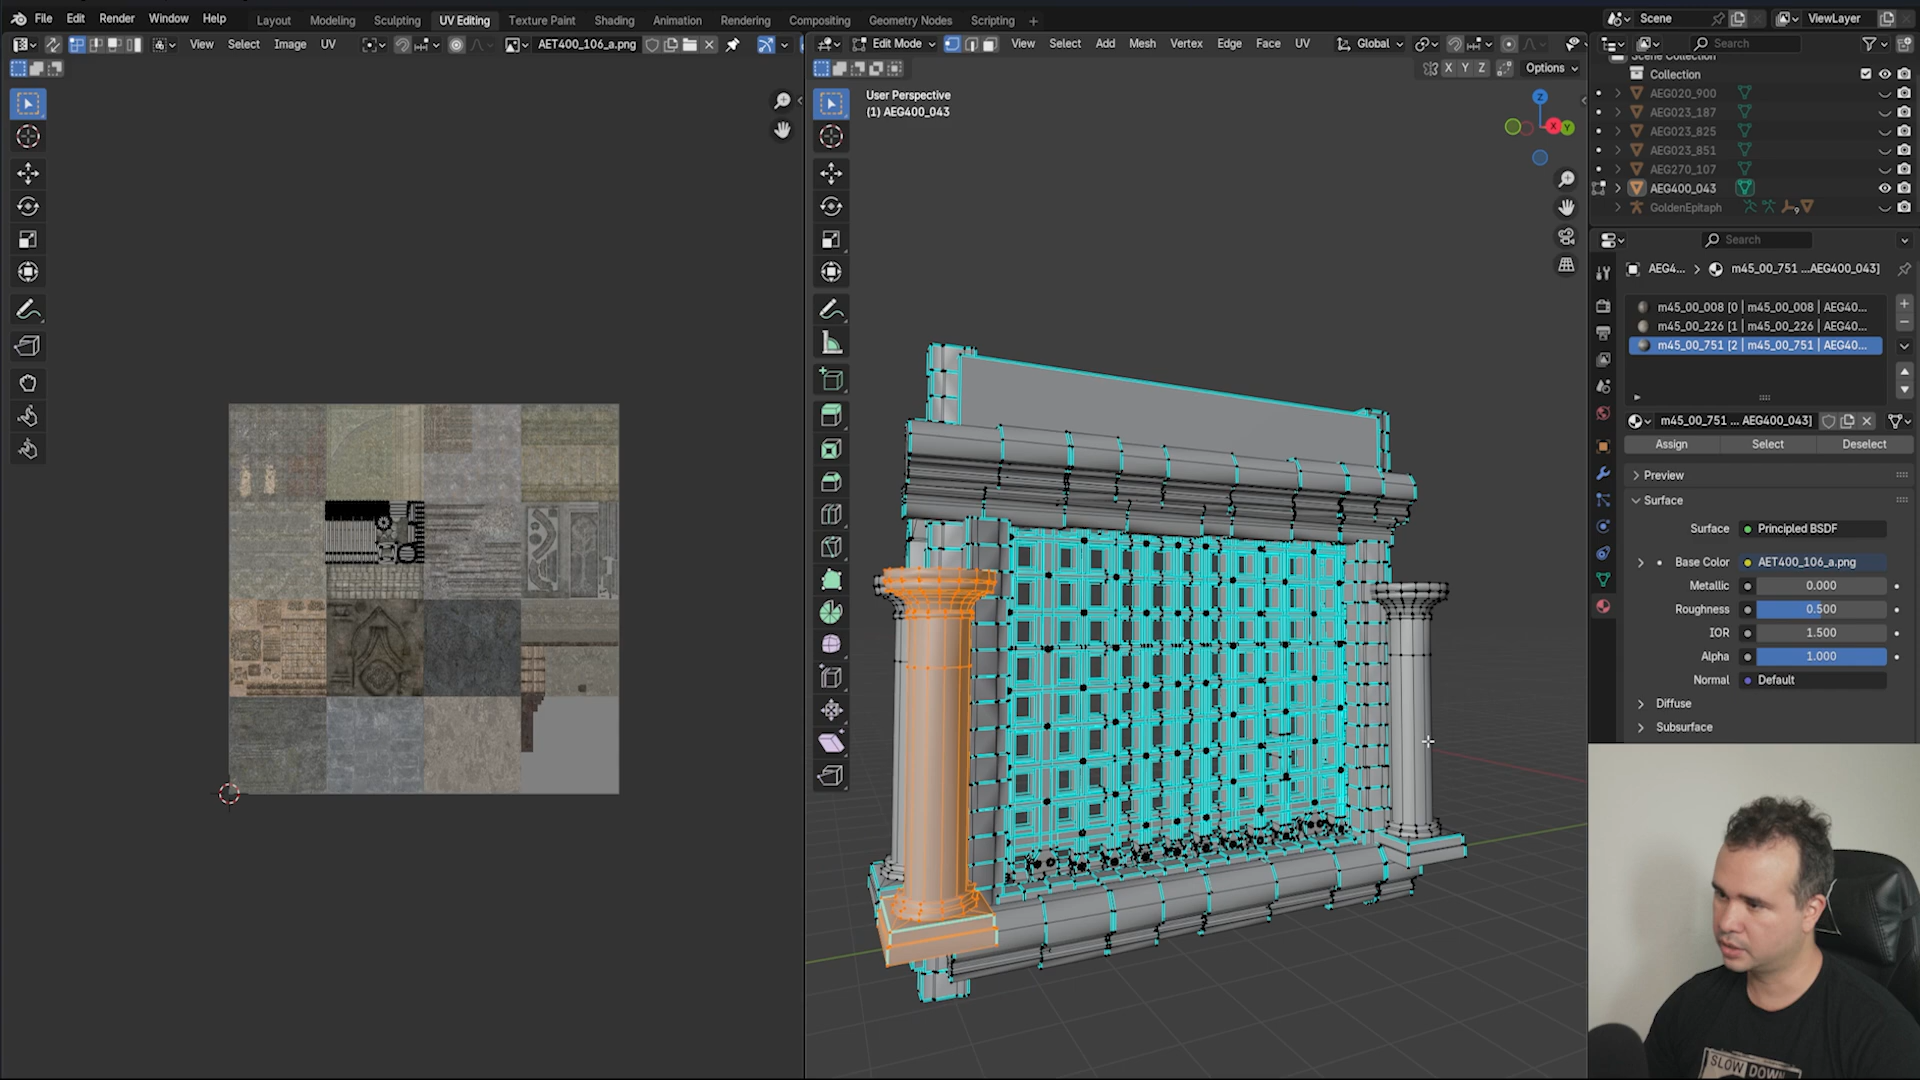 File Edit Render Window Help
Layout Modeling Sculpting UV Editing Texture Paint Shading Animation Rendering Compositing Geometry Nodes Scripting +
Scene
ViewLayer
View Select Image UV
AET400_106_a.png
Edit Mode
View Select Add Mesh Vertex Edge Face UV
Global
Search
X Y Z
Options
User Perspective
(1) AEG400_043
Z
X
Y
Scene Collection
Collection
AEG020_900
AEG023_187
AEG023_825
AEG023_851
AEG270_107
AEG400_043
GoldenEpitaph
9
Search
AEG4... > m45_00_751 ...AEG400_043]
m45_00_008 [0 | m45_00_008 | AEG40...
m45_00_226 [1 | m45_00_226 | AEG40...
m45_00_751 [2 | m45_00_751 | AEG40...
m45_00_751 ... AEG400_043]
Assign Select Deselect
Preview
Surface
Surface Principled BSDF
Base Color AET400_106_a.png
Metallic 0.000
Roughness 0.500
IOR 1.500
Alpha 1.000
Normal Default
Diffuse
Subsurface
SLOW DOWN